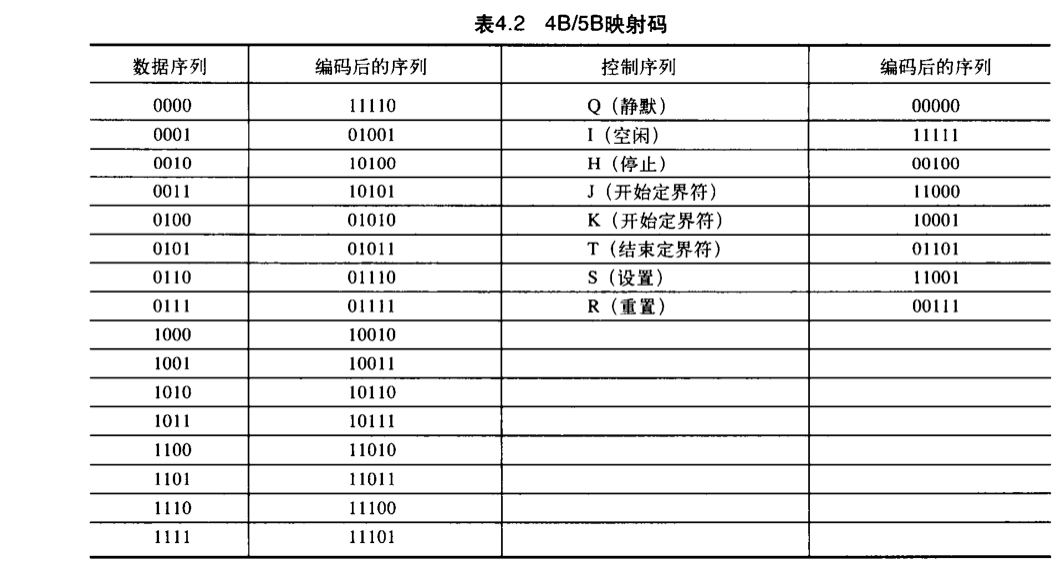 表4.2 4B/5B映射码
数据序列 编码后的序列 控制序列 编码后的序列
0000 11110 Q（静默） 00000
0001 01001 I（空闲） 11111
0010 10100 H（停止） 00100
0011 10101 J（开始定界符） 11000
0100 01010 K（开始定界符） 10001
0101 01011 T（结束定界符） 01101
0110 01110 S（设置） 11001
0111 01111 R（重置） 00111
1000 10010
1001 10011
1010 10110
1011 10111
1100 11010
1101 11011
1110 11100
1111 11101